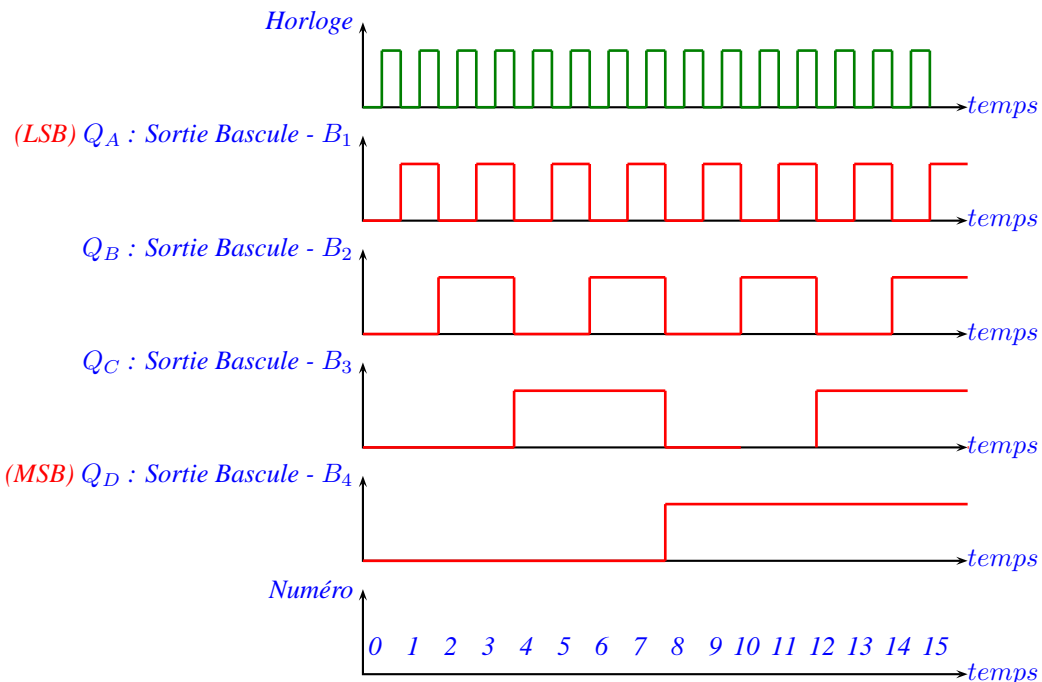 Horloge
temps
(LSB) Q_A : Sortie Bascule - B_1
temps
Q_B : Sortie Bascule - B_2
temps
Q_C : Sortie Bascule - B_3
temps
(MSB) Q_D : Sortie Bascule - B_4
temps
Numéro
0 1 2 3 4 5 6 7 8 9 10 11 12 13 14 15
temps